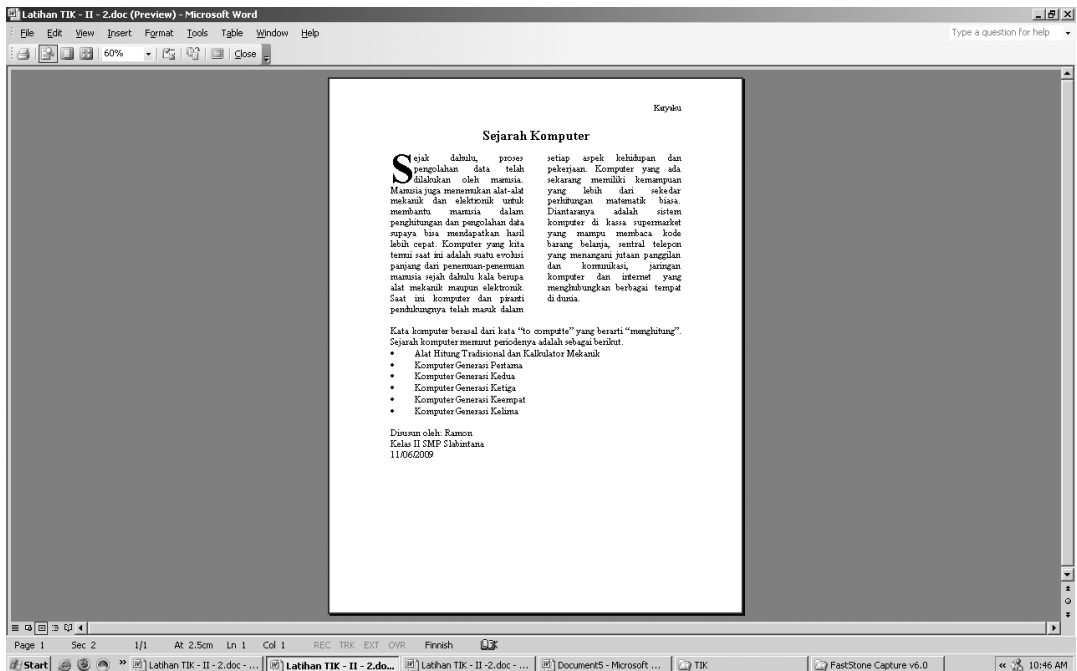 Latihan TIK - II - 2.doc (Preview) - Microsoft Word
File Edit View Insert Format Tools Table Window Help
Type a question for help
60% Close
Karyaku
Sejarah Komputer
Sejak dahulu, proses
pengolahan data telah
dilakukan oleh manusia.
Manusia juga menemukan alat-alat
mekanik dan elektronik untuk
membantu manusia dalam
penghitungan dan pengolahan data
supaya bisa mendapatkan hasil
lebih cepat. Komputer yang kita
temui saat ini adalah suatu evolusi
panjang dari penemuan-penemuan
manusia sejah dahulu kala berupa
alat mekanik maupun elektronik.
Saat ini komputer dan piranti
pendukungnya telah masuk dalam
setiap aspek kehidupan dan
pekerjaan. Komputer yang ada
sekarang memiliki kemampuan
yang lebih dari sekedar
perhitungan matematik biasa.
Diantaranya adalah sistem
komputer di kassa supermarket
yang mampu membaca kode
barang belanja, sentral telepon
yang menangani jutaan panggilan
dan komunikasi, jaringan
komputer dan internet yang
menghubungkan berbagai tempat
di dunia.
Kata komputer berasal dari kata “to computte” yang berarti “menghitung”.
Sejarah komputer menurut periodenya adalah sebagai berikut.
• Alat Hitung Tradisional dan Kalkulator Mekanik
• Komputer Generasi Pertama
• Komputer Generasi Kedua
• Komputer Generasi Ketiga
• Komputer Generasi Keempat
• Komputer Generasi Kelima
Disusun oleh: Ramon
Kelas II SMP Slabintana
11/06/2009
Page 1 Sec 2 1/1 At 2.5cm Ln 1 Col 1 REC TRK EXT OVR Finnish
Start » Latihan TIK - II - 2.doc - ... Latihan TIK - II - 2.do... Latihan TIK - II -2.doc - ... Document5 - Microsoft ... TIK FastStone Capture v6.0 « 10:46 AM